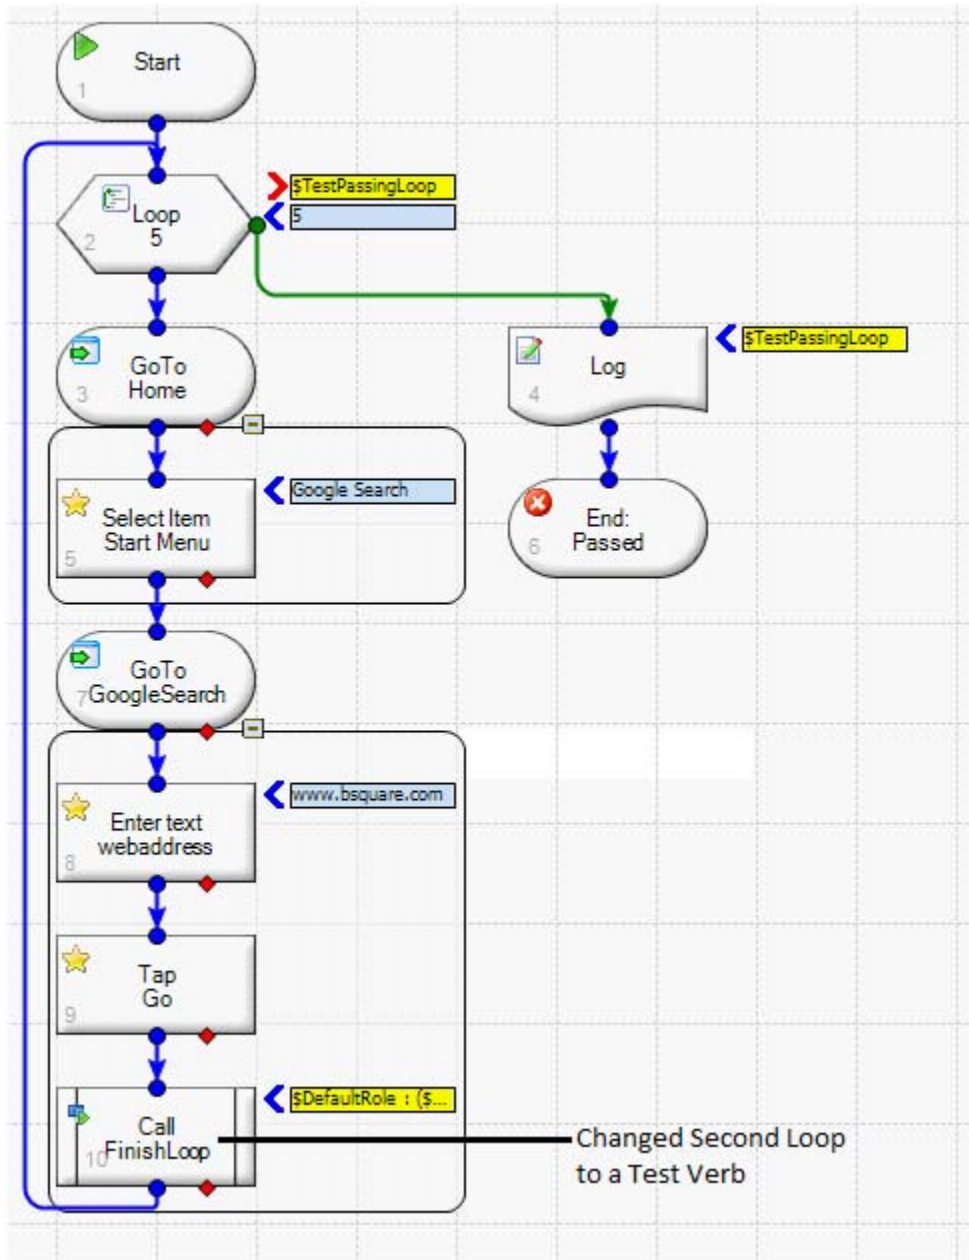 Start
1
$TestPassingLoop
5
Loop
5
2
GoTo
Home
3
Log
4
$TestPassingLoop
Google Search
Select Item
Start Menu
5
End:
Passed
6
GoTo
GoogleSearch
7
www.bsquare.com
Enter text
webaddress
8
Tap
Go
9
$DefaultRole : ($...
Call
FinishLoop
10
Changed Second Loop
to a Test Verb